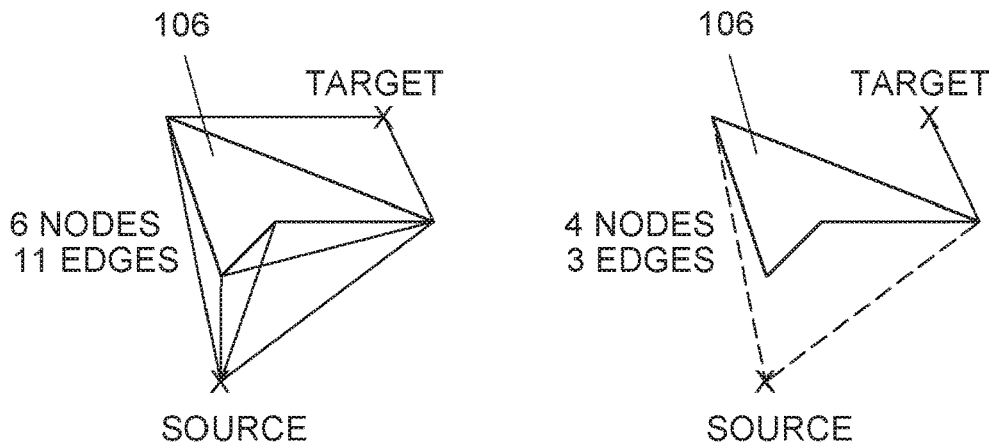 106
TARGET
X
6 NODES
11 EDGES
X
SOURCE
106
TARGET
X
4 NODES
3 EDGES
X
SOURCE